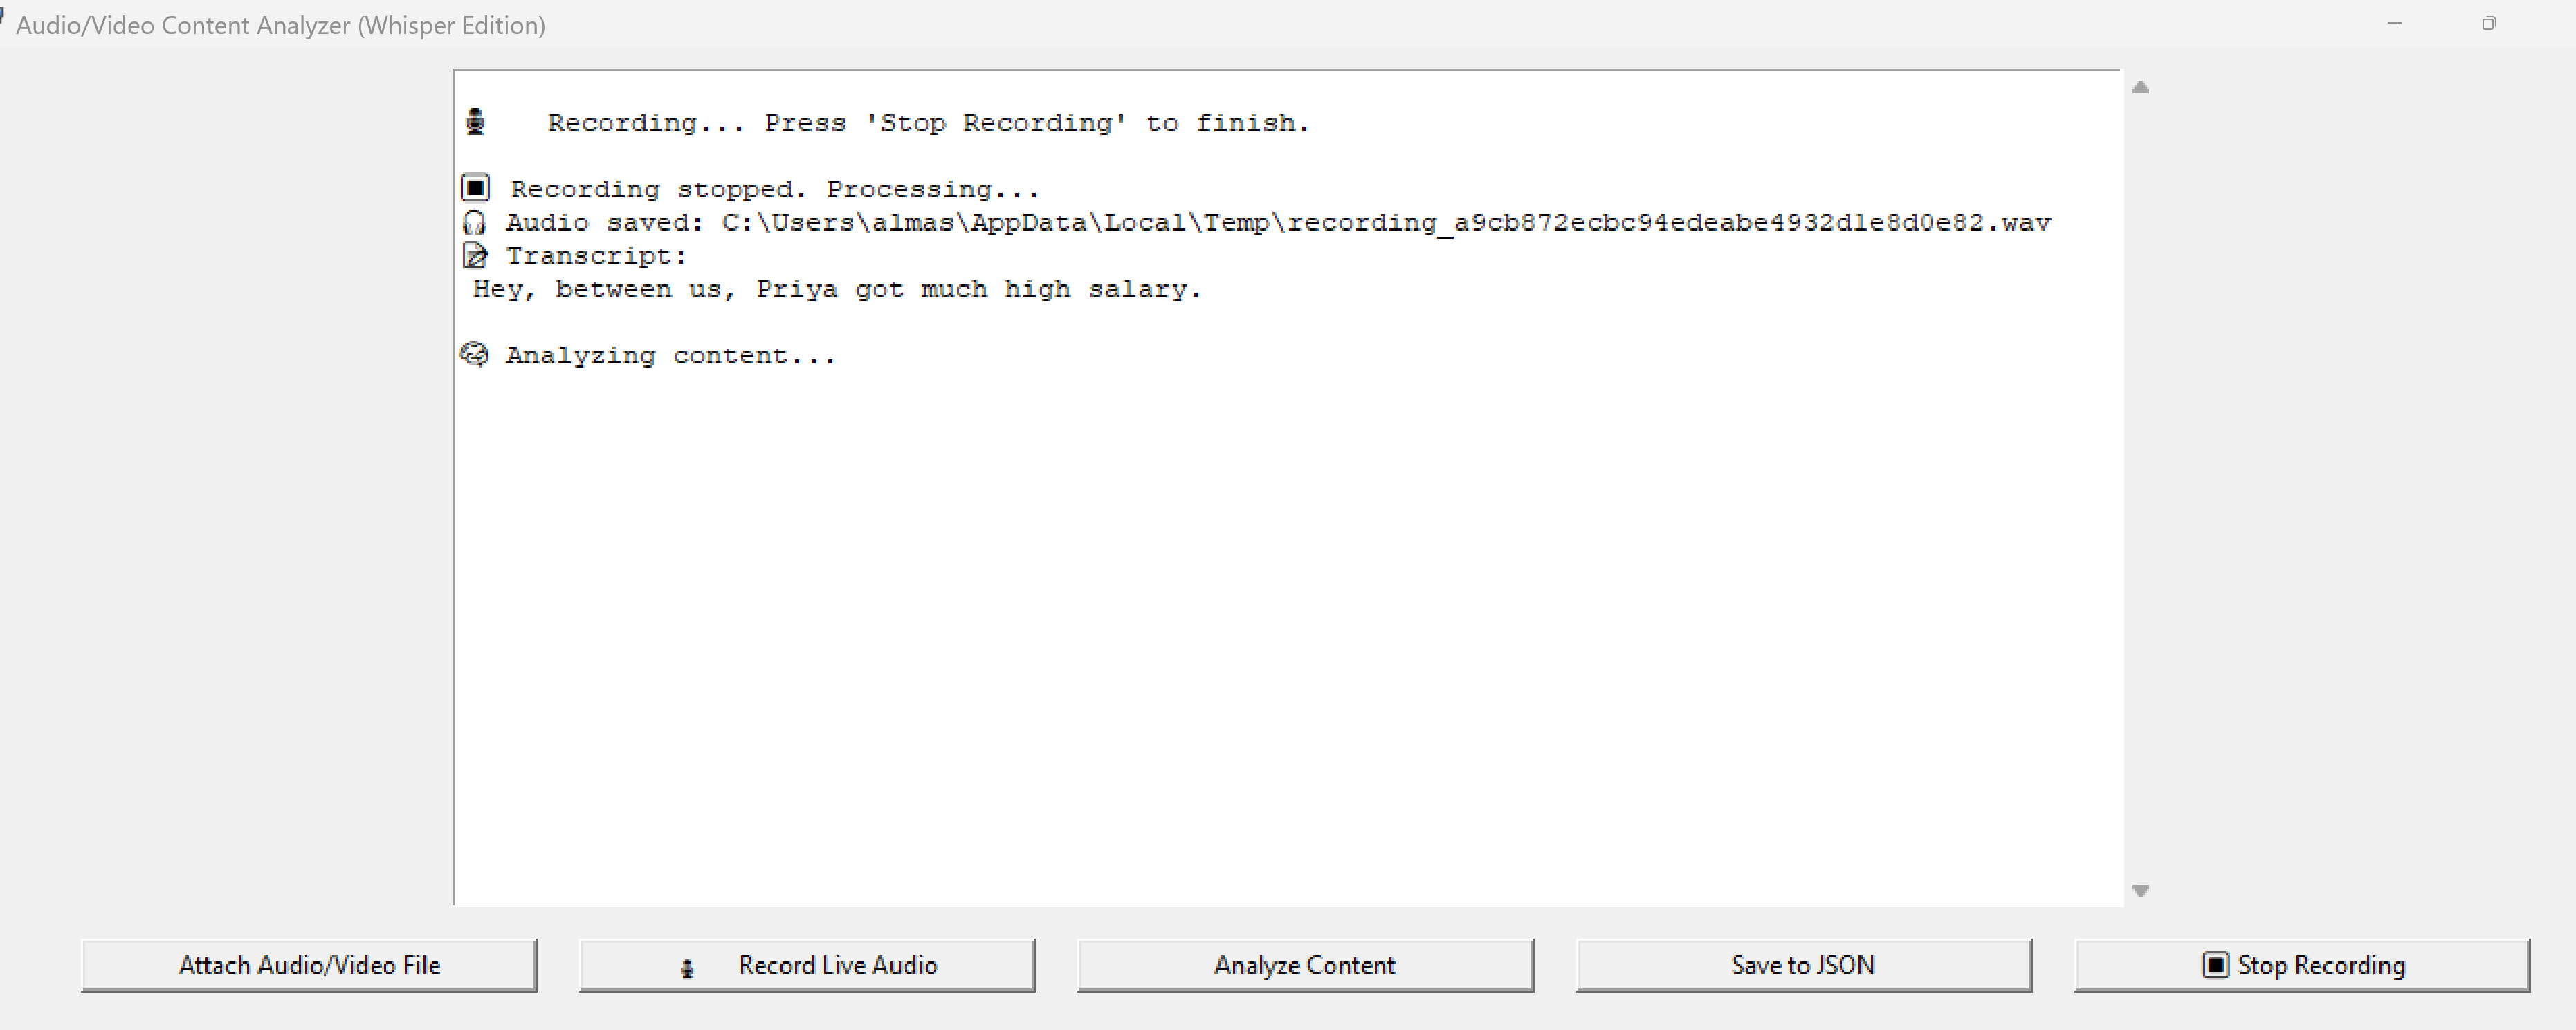 Audio/Video Content Analyzer (Whisper Edition)
Recording... Press 'Stop Recording' to finish.
Recording stopped. Processing...
Audio saved: C:\Users\almas\AppData\Local\Temp\recording_a9cb872ecbc94edeabe4932d1e8d0e82.wav
Transcript:
Hey, between us, Priya got much high salary.
Analyzing content...
Attach Audio/Video File
Record Live Audio
Analyze Content
Save to JSON
Stop Recording